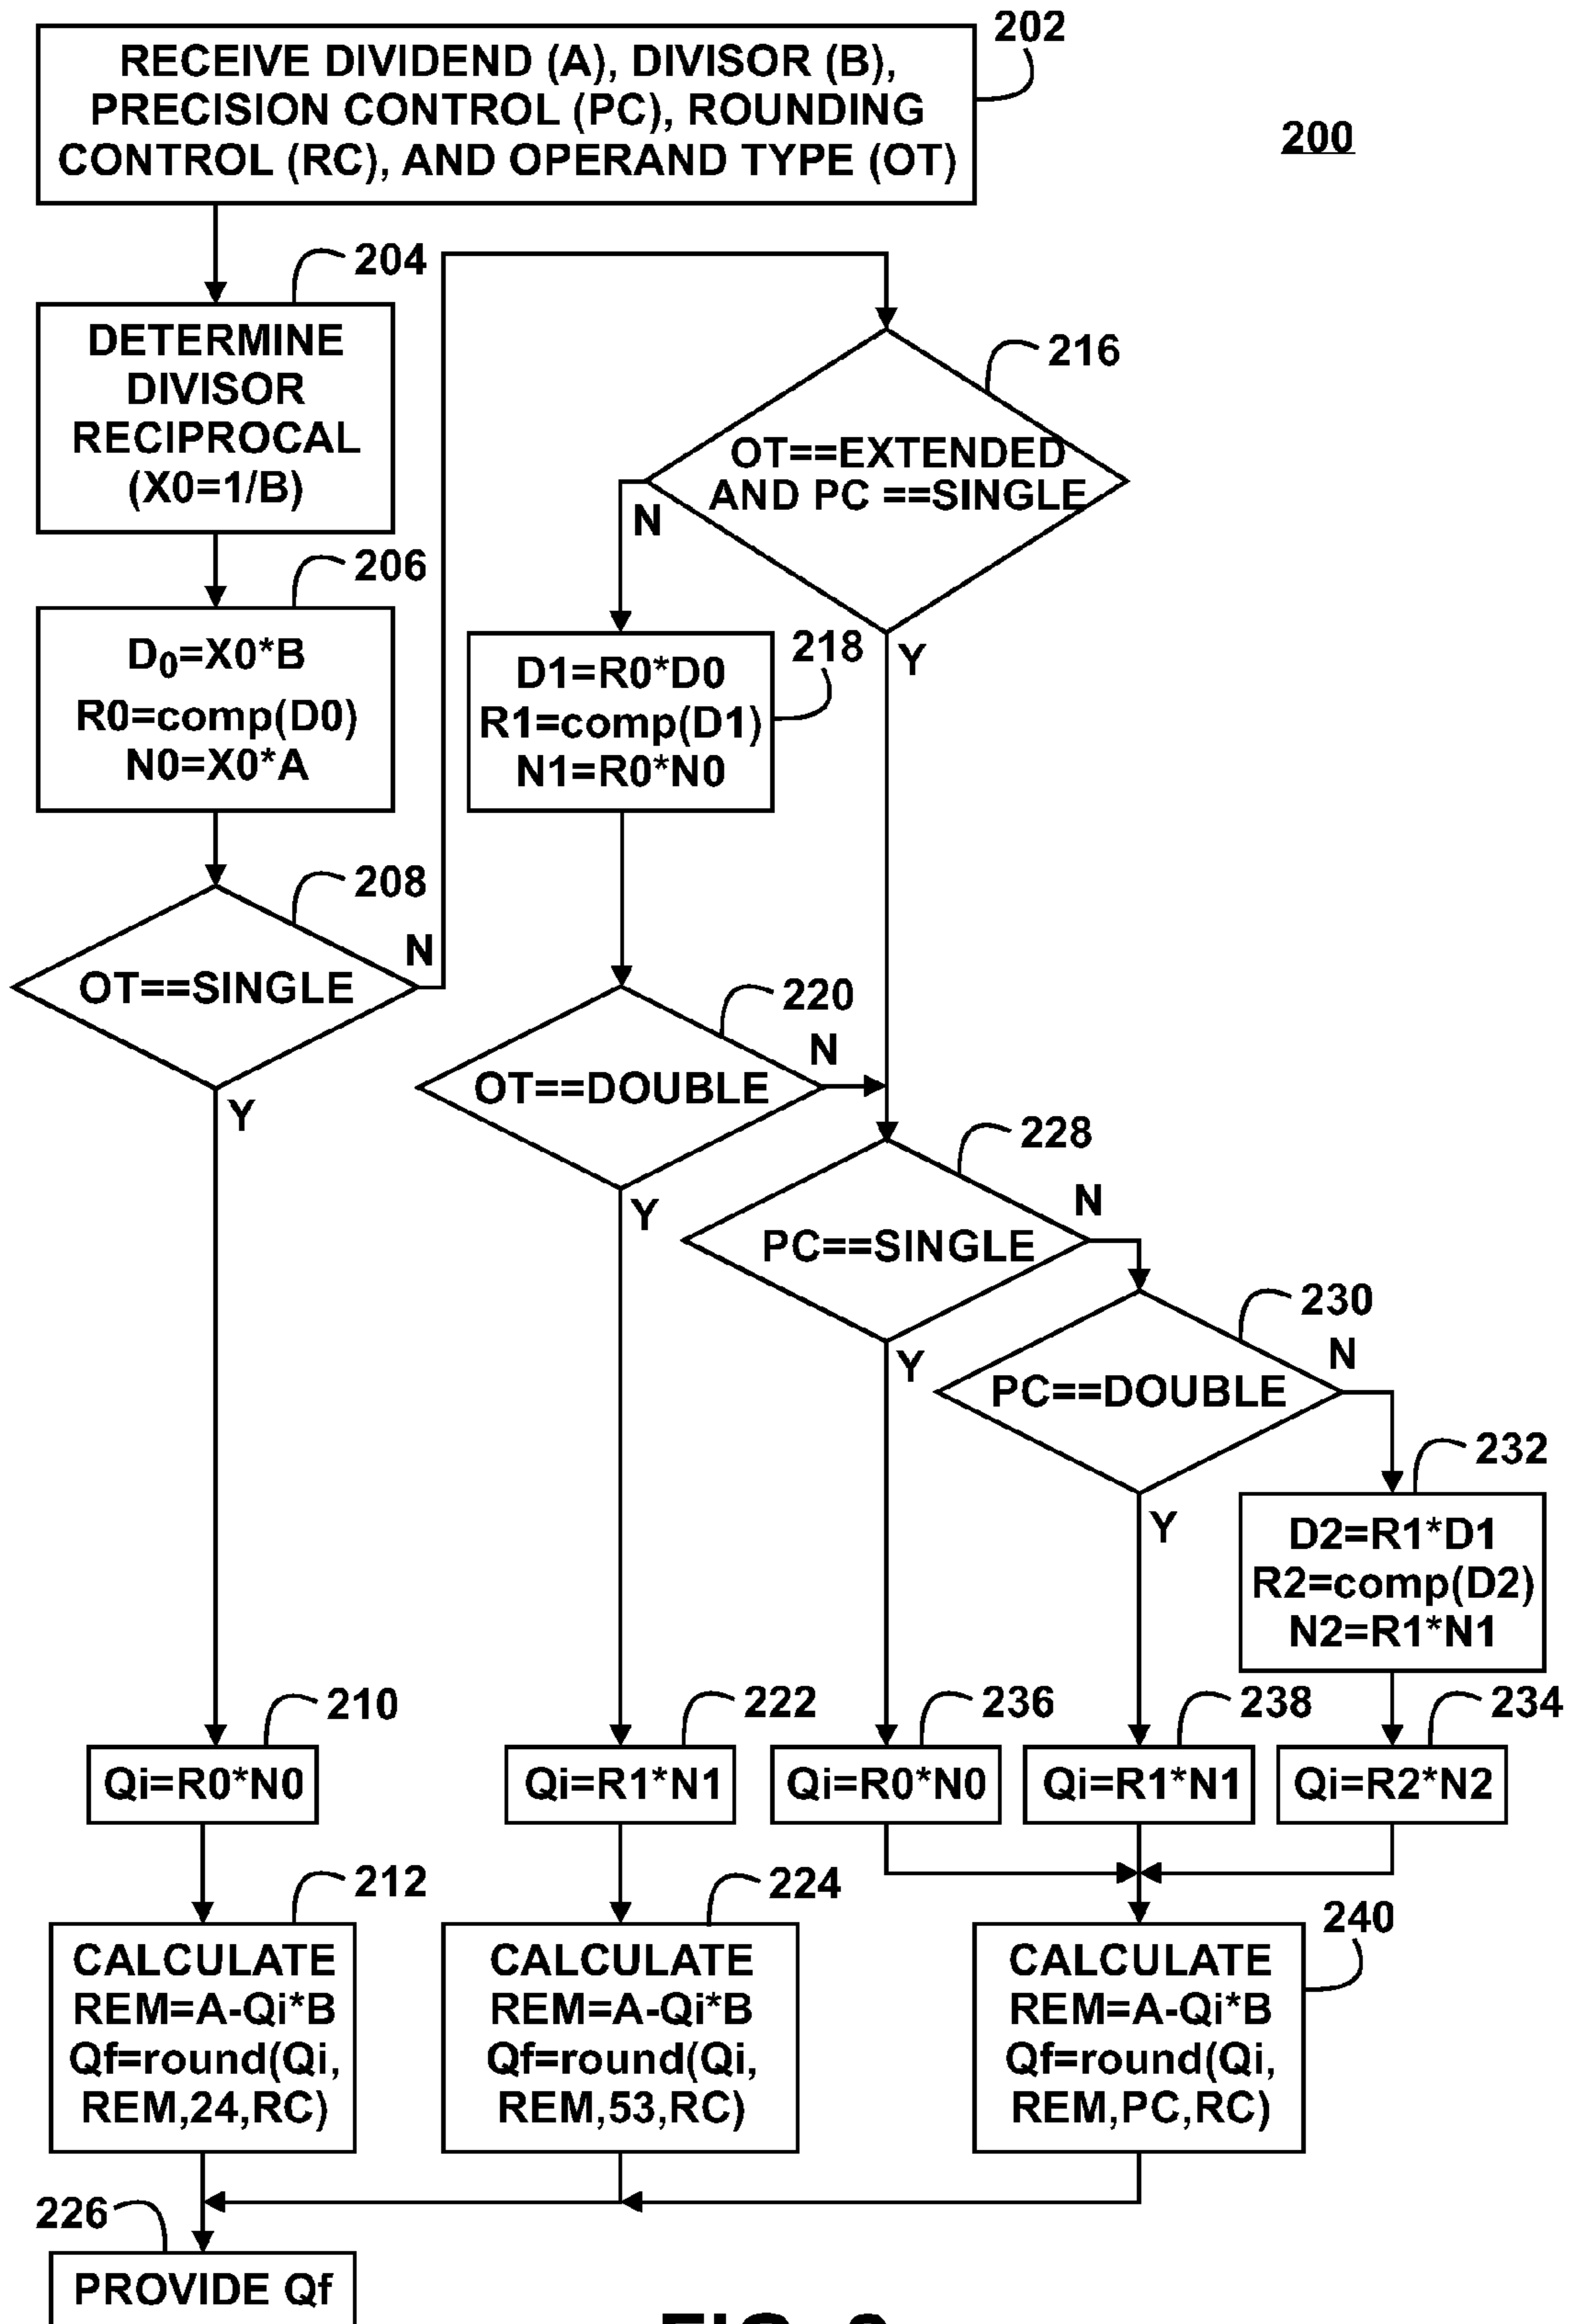 202
RECEIVE DIVIDEND (A), DIVISOR (B),
PRECISION CONTROL (PC), ROUNDING
CONTROL (RC), AND OPERAND TYPE (OT)
200
204
DETERMINE
DIVISOR
RECIPROCAL
(X0=1/B)
216
OT==EXTENDED
AND PC ==SINGLE
N
Y
206
D₀=X0*B
R0=comp(D0)
N0=X0*A
218
D1=R0*D0
R1=comp(D1)
N1=R0*N0
208
OT==SINGLE
N
Y
220
OT==DOUBLE
N
Y
228
PC==SINGLE
N
Y
230
PC==DOUBLE
N
Y
232
D2=R1*D1
R2=comp(D2)
N2=R1*N1
210
Qi=R0*N0
222
Qi=R1*N1
236
Qi=R0*N0
238
Qi=R1*N1
234
Qi=R2*N2
212
CALCULATE
REM=A-Qi*B
Qf=round(Qi,
REM,24,RC)
224
CALCULATE
REM=A-Qi*B
Qf=round(Qi,
REM,53,RC)
240
CALCULATE
REM=A-Qi*B
Qf=round(Qi,
REM,PC,RC)
226
PROVIDE Qf